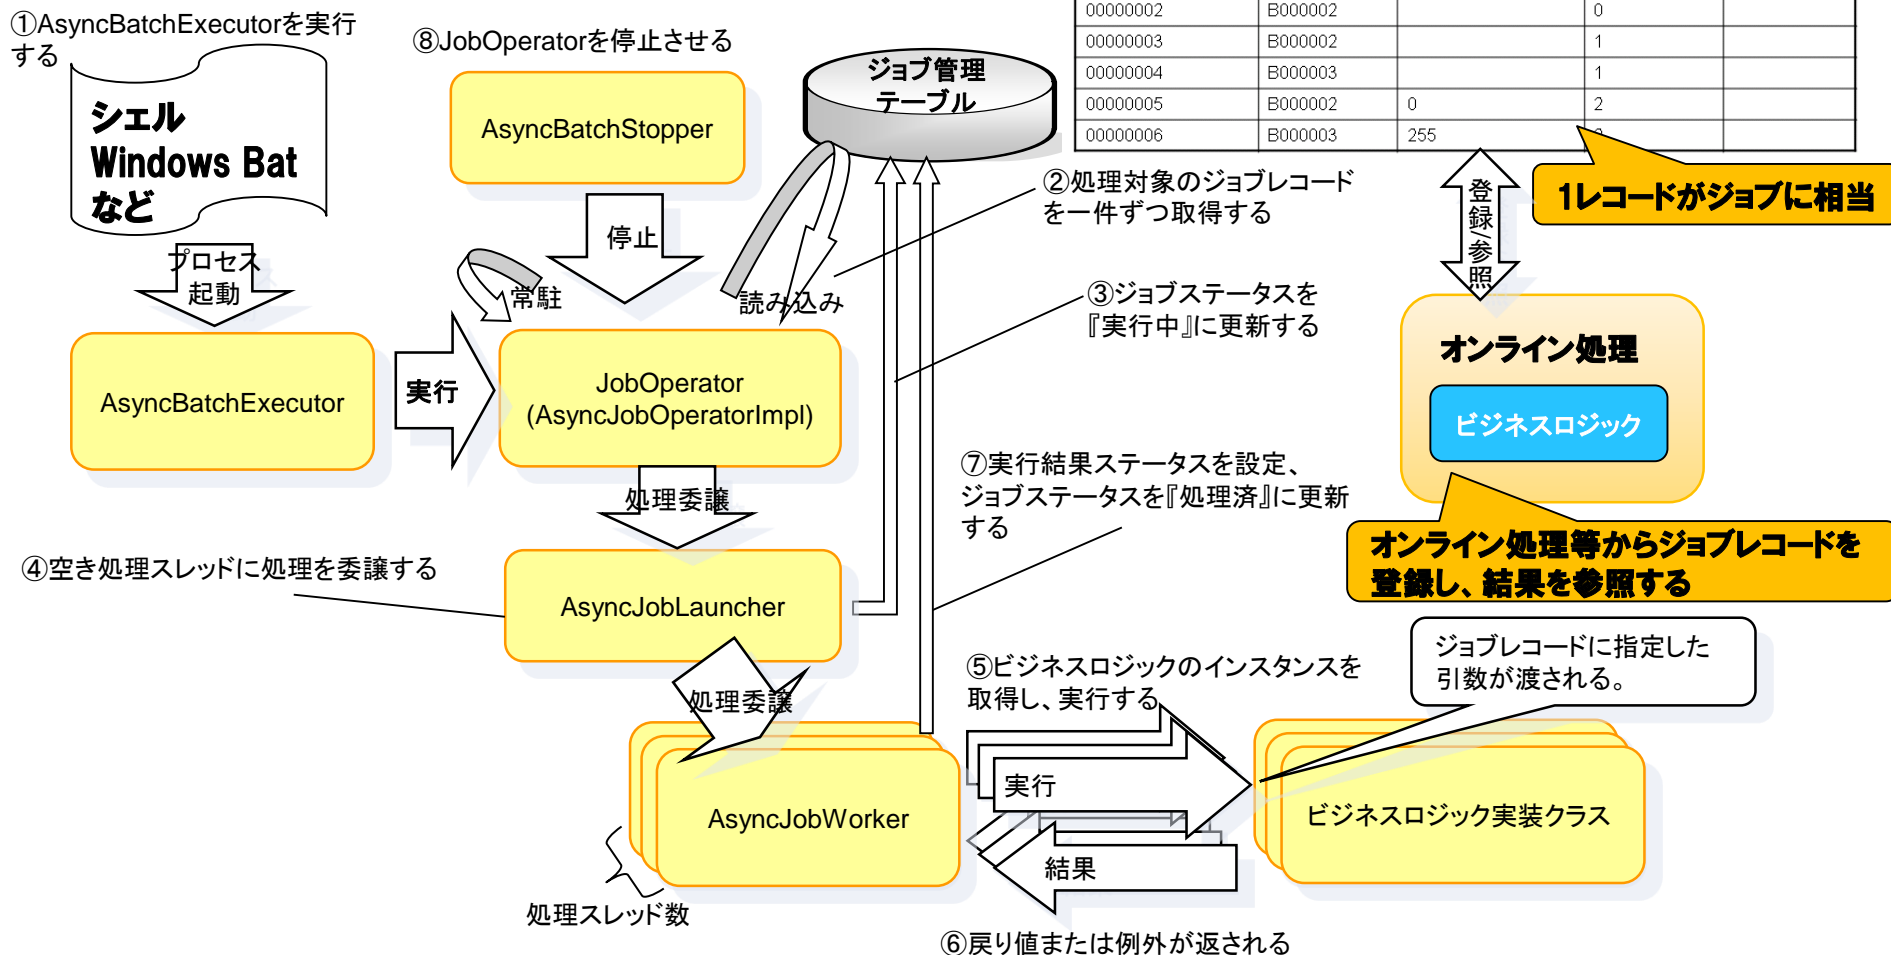 ①AsyncBatchExecutorを実行
する
シェル
Windows Bat
など
プロセス
起動
AsyncBatchExecutor
実行
⑧JobOperatorを停止させる
AsyncBatchStopper
停止
常駐
読み込み
ジョブ管理
テーブル
JobOperator
(AsyncJobOperatorImpl)
処理委譲
②処理対象のジョブレコード
を一件ずつ取得する
③ジョブステータスを
『実行中』に更新する
④空き処理スレッドに処理を委譲する
AsyncJobLauncher
処理委譲
⑦実行結果ステータスを設定、
ジョブステータスを『処理済』に更新
する
⑤ビジネスロジックのインスタンスを
取得し、実行する
AsyncJobWorker
処理スレッド数
実行
結果
⑥戻り値または例外が返される
ビジネスロジック実装クラス
ジョブレコードに指定した
引数が渡される。
00000002 B000002 0
00000003 B000002 1
00000004 B000003 1
00000005 B000002 0 2
00000006 B000003 255
1レコードがジョブに相当
登録/参照
オンライン処理
ビジネスロジック
オンライン処理等からジョブレコードを
登録し、結果を参照する